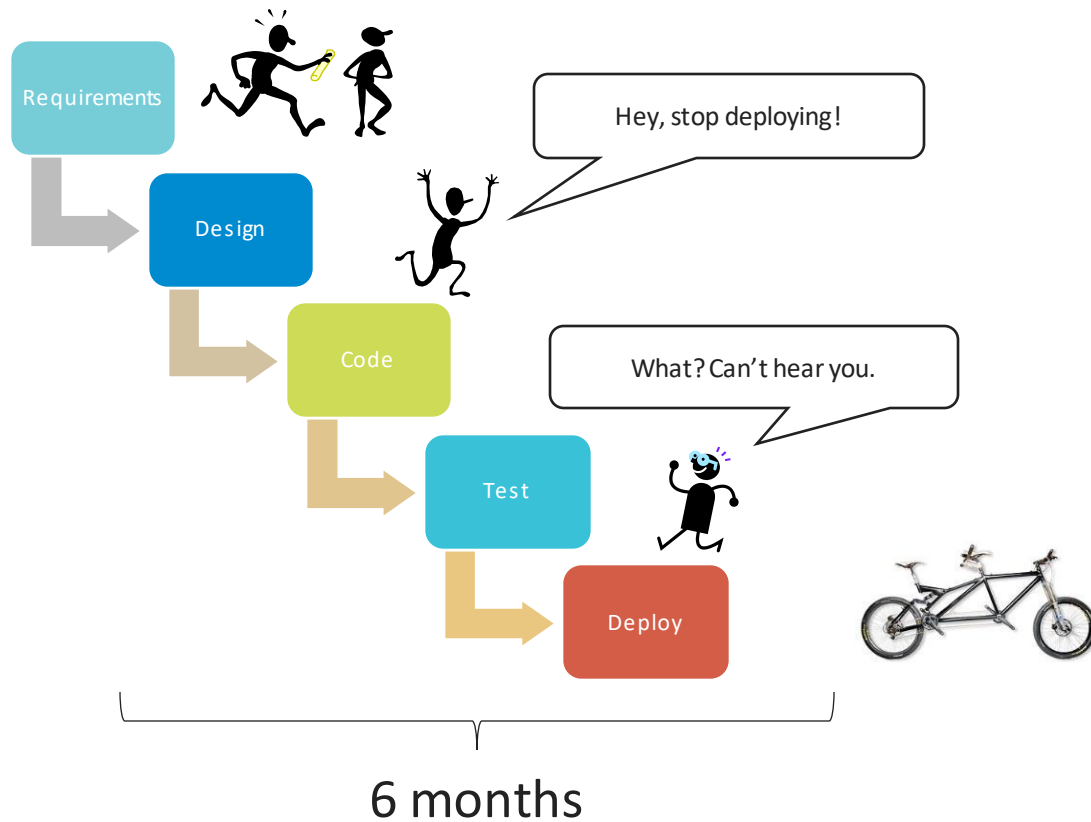 Requirements
Hey, stop deploying!
Design
Code
What? Can't hear you.
Test
Deploy
6 months